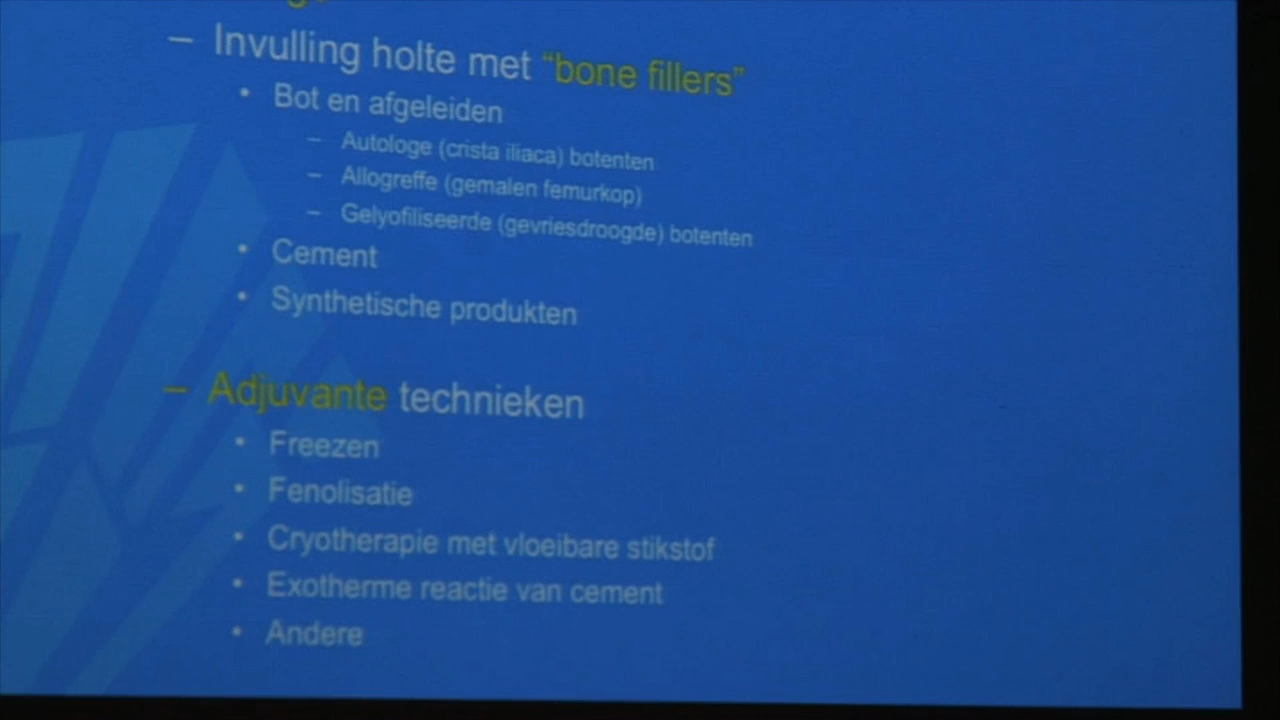 – Invulling holte met “bone fillers”
• Bot en afgeleiden
– Autologe (crista iliaca) botenten
– Allogreffe (gemalen femurkop)
– Gelyofiliseerde (gevriesdroogde) botenten
• Cement
• Synthetische produkten
– Adjuvante technieken
• Freezen
• Fenolisatie
• Cryotherapie met vloeibare stikstof
• Exotherme reactie van cement
• Andere